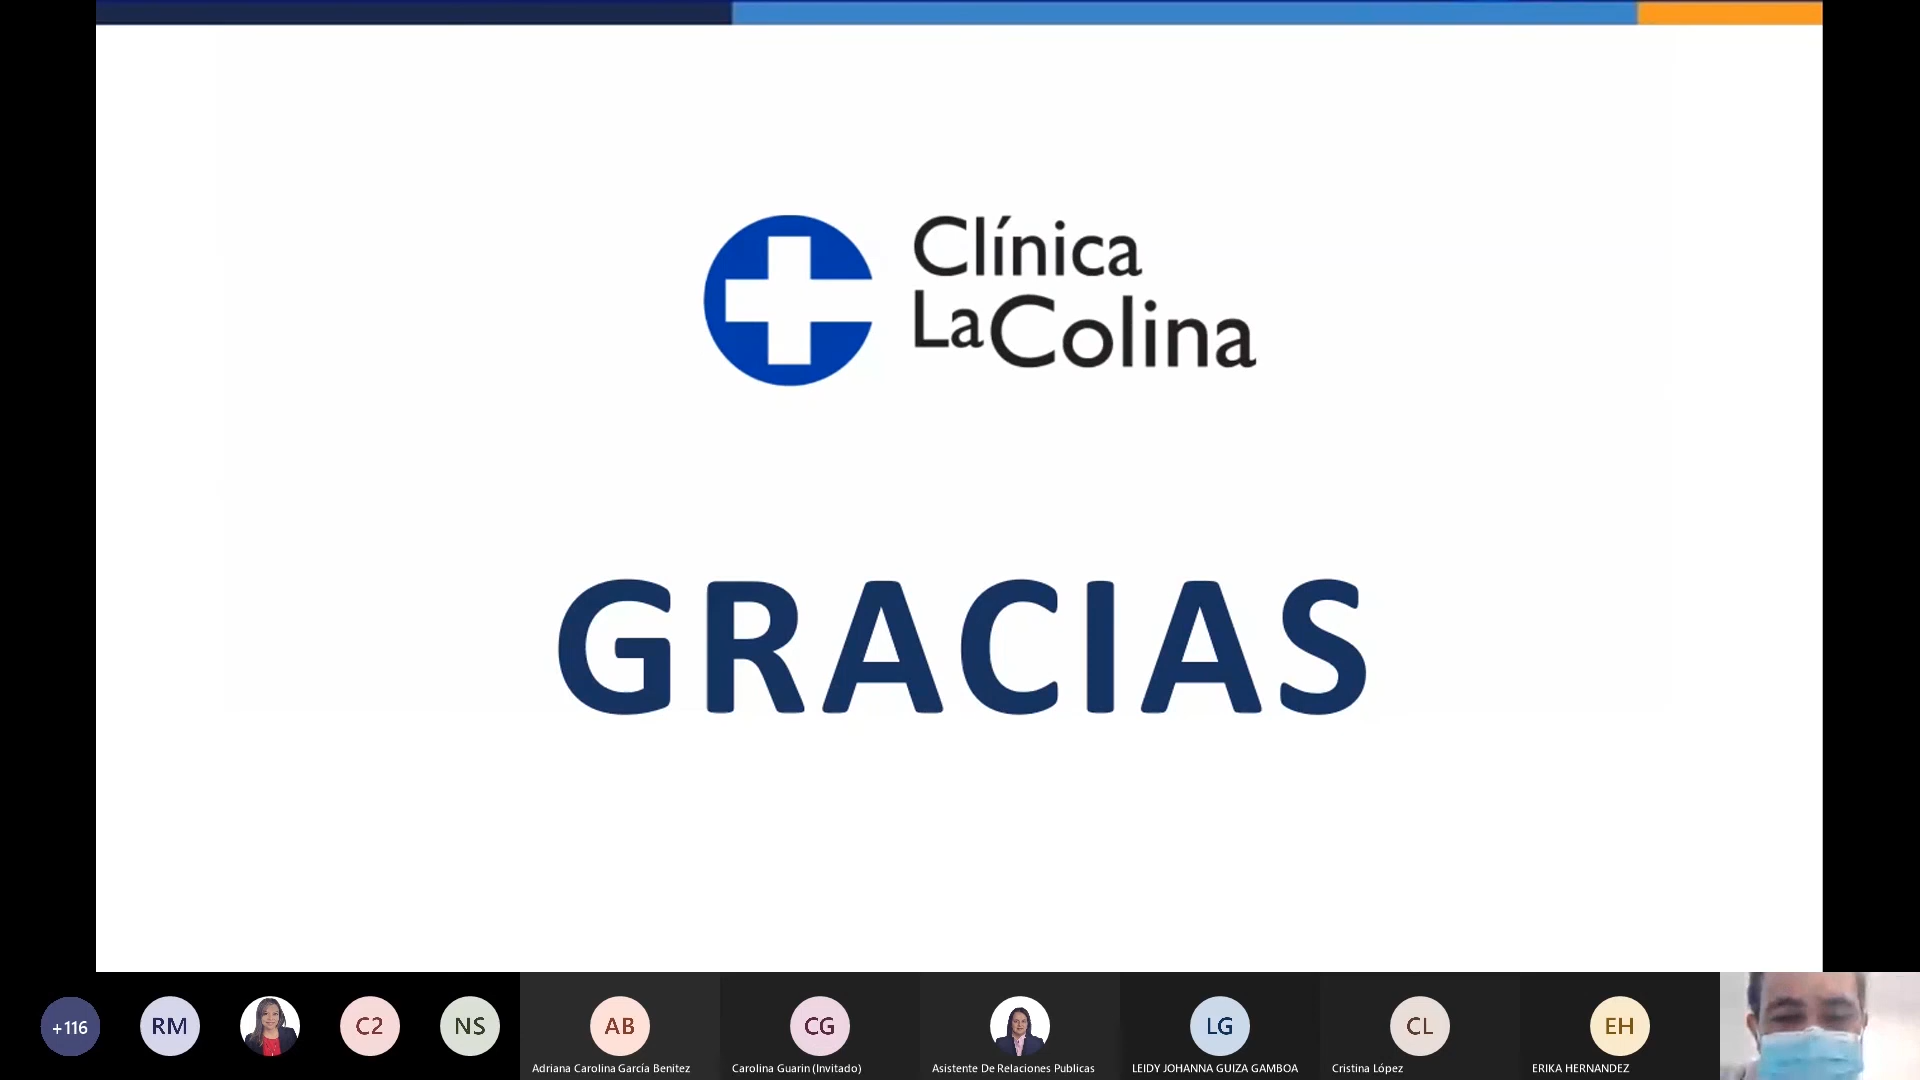 Clínica
La Colina
GRACIAS
+116
RM
C2
NS
AB
CG
LG
CL
EH
Adriana Carolina García Benitez
Carolina Guarin (Invitado)
Asistente De Relaciones Publicas
LEIDY JOHANNA GUIZA GAMBOA
Cristina López
ERIKA HERNANDEZ